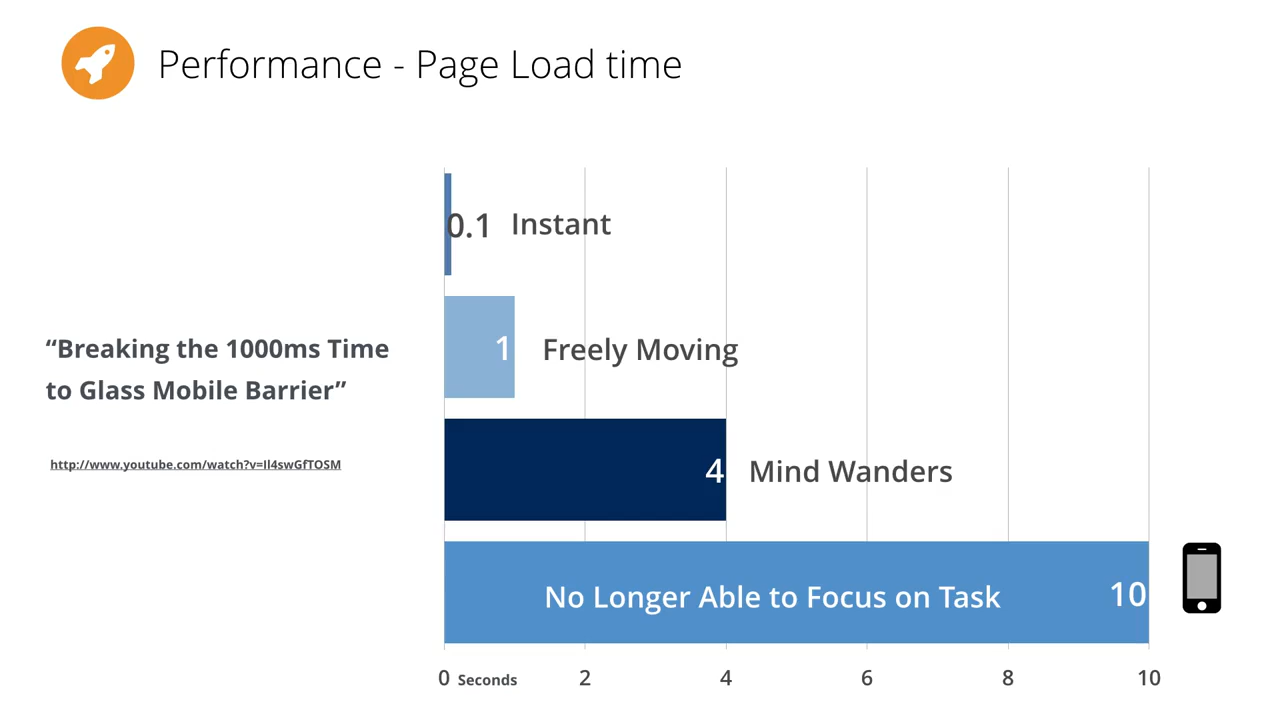 Performance - Page Load time
0.1 Instant
1 Freely Moving
“Breaking the 1000ms Time
to Glass Mobile Barrier”
http://www.youtube.com/watch?v=Il4swGfTOSM
4 Mind Wanders
No Longer Able to Focus on Task 10
0 Seconds 2 4 6 8 10